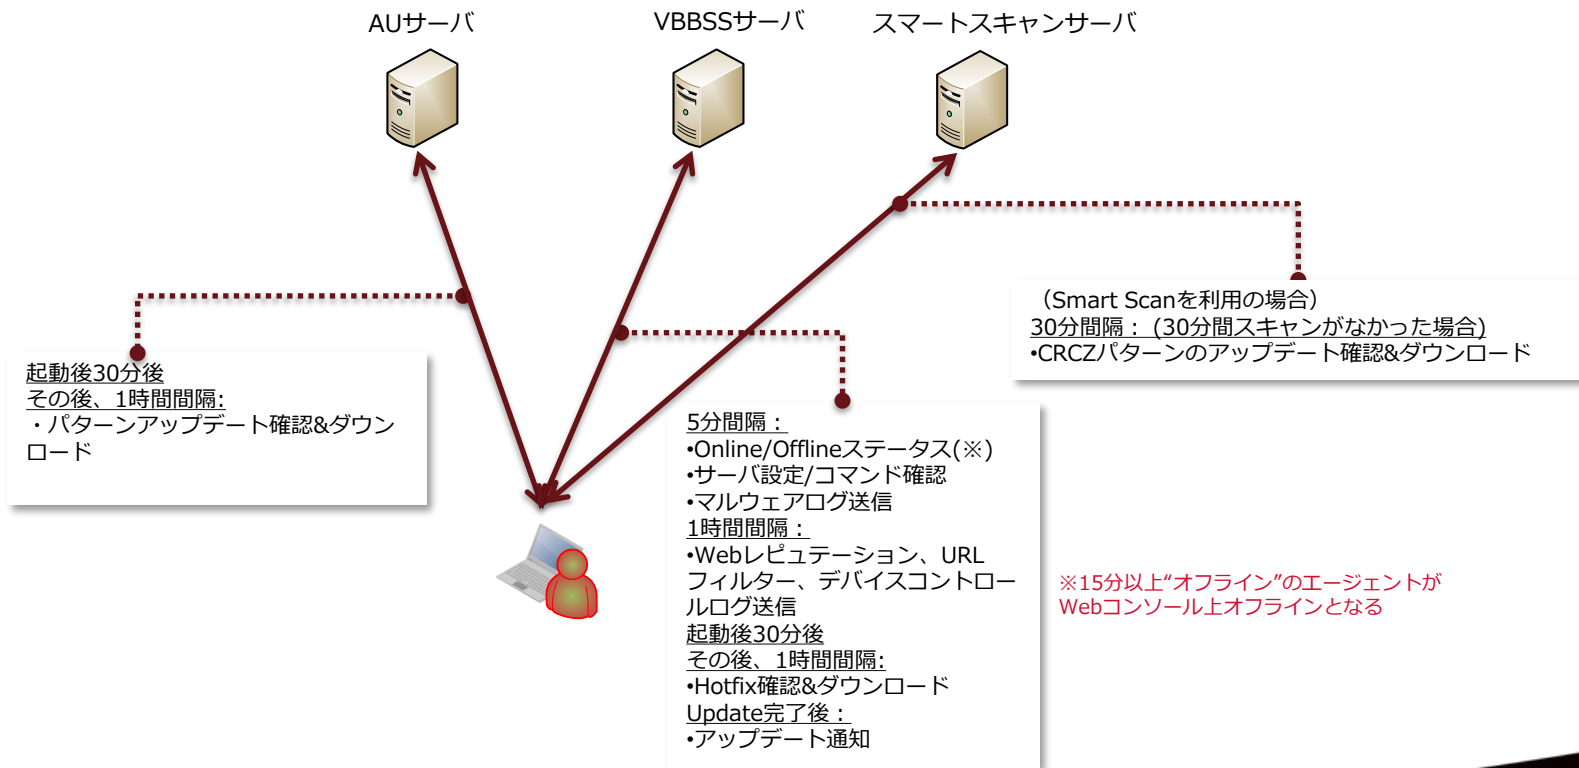 AUサーバ
VBBSSサーバ
スマートスキャンサーバ
起動後30分後
その後、1時間間隔:
・パターンアップデート確認&ダウン
ロード
5分間隔：
•Online/Offlineステータス(※)
•サーバ設定/コマンド確認
•マルウェアログ送信
1時間間隔：
•Webレピュテーション、URL
フィルター、デバイスコントロー
ルログ送信
起動後30分後
その後、1時間間隔:
•Hotfix確認&ダウンロード
Update完了後：
•アップデート通知
（Smart Scanを利用の場合）
30分間隔： (30分間スキャンがなかった場合)
•CRCZパターンのアップデート確認&ダウンロード
※15分以上“オフライン”のエージェントが
Webコンソール上オフラインとなる